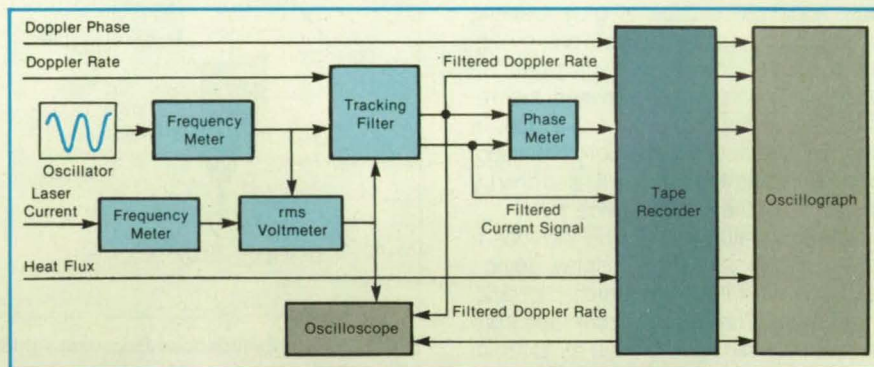 Doppler Phase
Doppler Rate
Filtered Doppler Rate
Tracking
Filter
Frequency
Meter
Phase
Meter
Oscillator
Laser
Current
Frequency
Meter
rms
Voltmeter
Filtered
Current Signal
Tape
Recorder
Oscillograph
Heat Flux
Oscilloscope
Filtered Doppler Rate